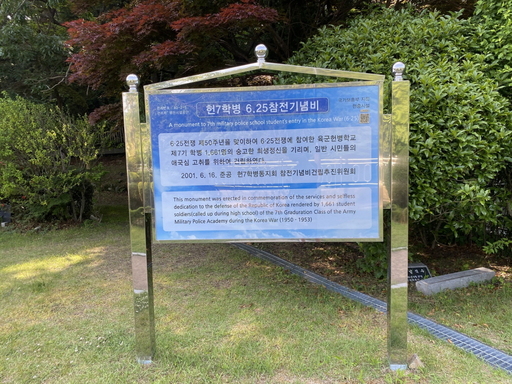 헌7학병 6.25참전기념비
A monument to 7th military police school student's entry in the Korea War (6.25)
6·25전쟁 제50주년을 맞이하여 6·25전쟁에 참여한 육군헌병학교
제7기 학병 1,661명의 숭고한 희생정신을 기리며, 일반 시민들의
애국심 고취를 위하여 건립하였다.
2001. 6. 16. 준공 헌7학병동지회 참전기념비건립추진위원회
This monument was erected in commemoration of the services and selfless
dedication to the defense of the Republic of Korea rendered by 1,661 student
soldiers(called up during high school) of the 7th Graduration Class of the Army
Military Police Academy during the Korea War (1950 - 1953)